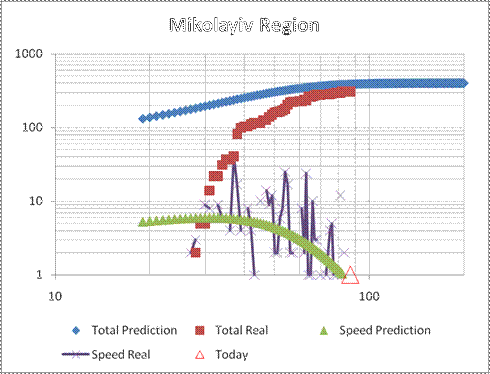 Mikolayiv Region
1000
100
10
1
10
100
Total Prediction
Total Real
Speed Prediction
Speed Real
Today